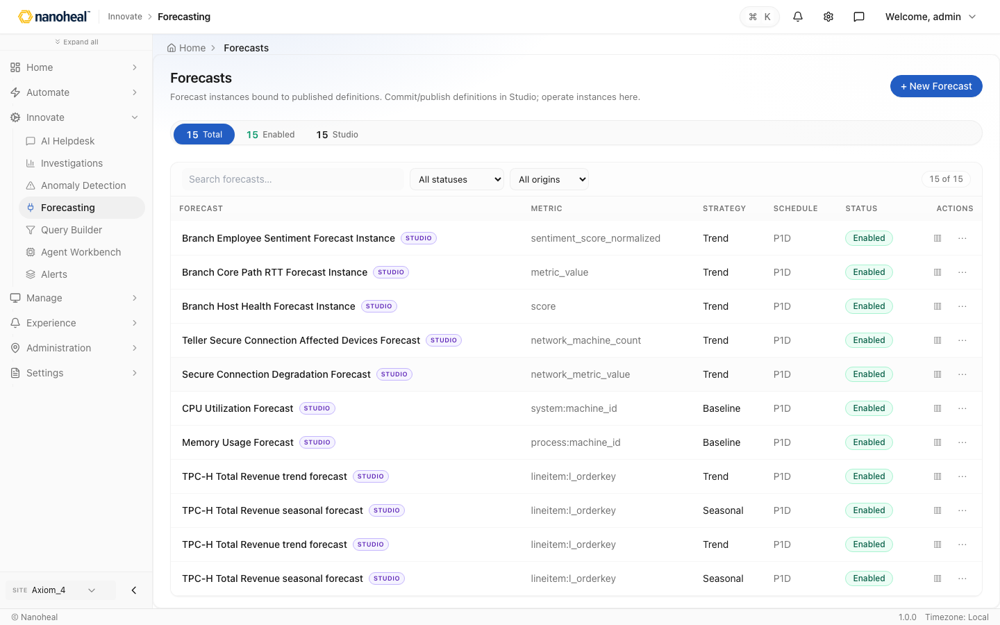 nanoheal™ Innovate Forecasting ⌘ K Welcome, admin
Expand all
Home
Automate
Innovate
AI Helpdesk
Investigations
Anomaly Detection
Forecasting
Query Builder
Agent Workbench
Alerts
Manage
Experience
Administration
Settings
SITE Axiom_4
Home Forecasts
Forecasts
Forecast instances bound to published definitions. Commit/publish definitions in Studio; operate instances here.
+ New Forecast
15 Total 15 Enabled 15 Studio
Search forecasts... All statuses All origins 15 of 15
FORECAST METRIC STRATEGY SCHEDULE STATUS ACTIONS
Branch Employee Sentiment Forecast Instance STUDIO sentiment_score_normalized Trend P1D Enabled ...
Branch Core Path RTT Forecast Instance STUDIO metric_value Trend P1D Enabled ...
Branch Host Health Forecast Instance STUDIO score Trend P1D Enabled ...
Teller Secure Connection Affected Devices Forecast STUDIO network_machine_count Trend P1D Enabled ...
Secure Connection Degradation Forecast STUDIO network_metric_value Trend P1D Enabled ...
CPU Utilization Forecast STUDIO system:machine_id Baseline P1D Enabled ...
Memory Usage Forecast STUDIO process:machine_id Baseline P1D Enabled ...
TPC-H Total Revenue trend forecast STUDIO lineitem:l_orderkey Trend P1D Enabled ...
TPC-H Total Revenue seasonal forecast STUDIO lineitem:l_orderkey Seasonal P1D Enabled ...
TPC-H Total Revenue trend forecast STUDIO lineitem:l_orderkey Trend P1D Enabled ...
TPC-H Total Revenue seasonal forecast STUDIO lineitem:l_orderkey Seasonal P1D Enabled ...
© Nanoheal 1.0.0 Timezone: Local